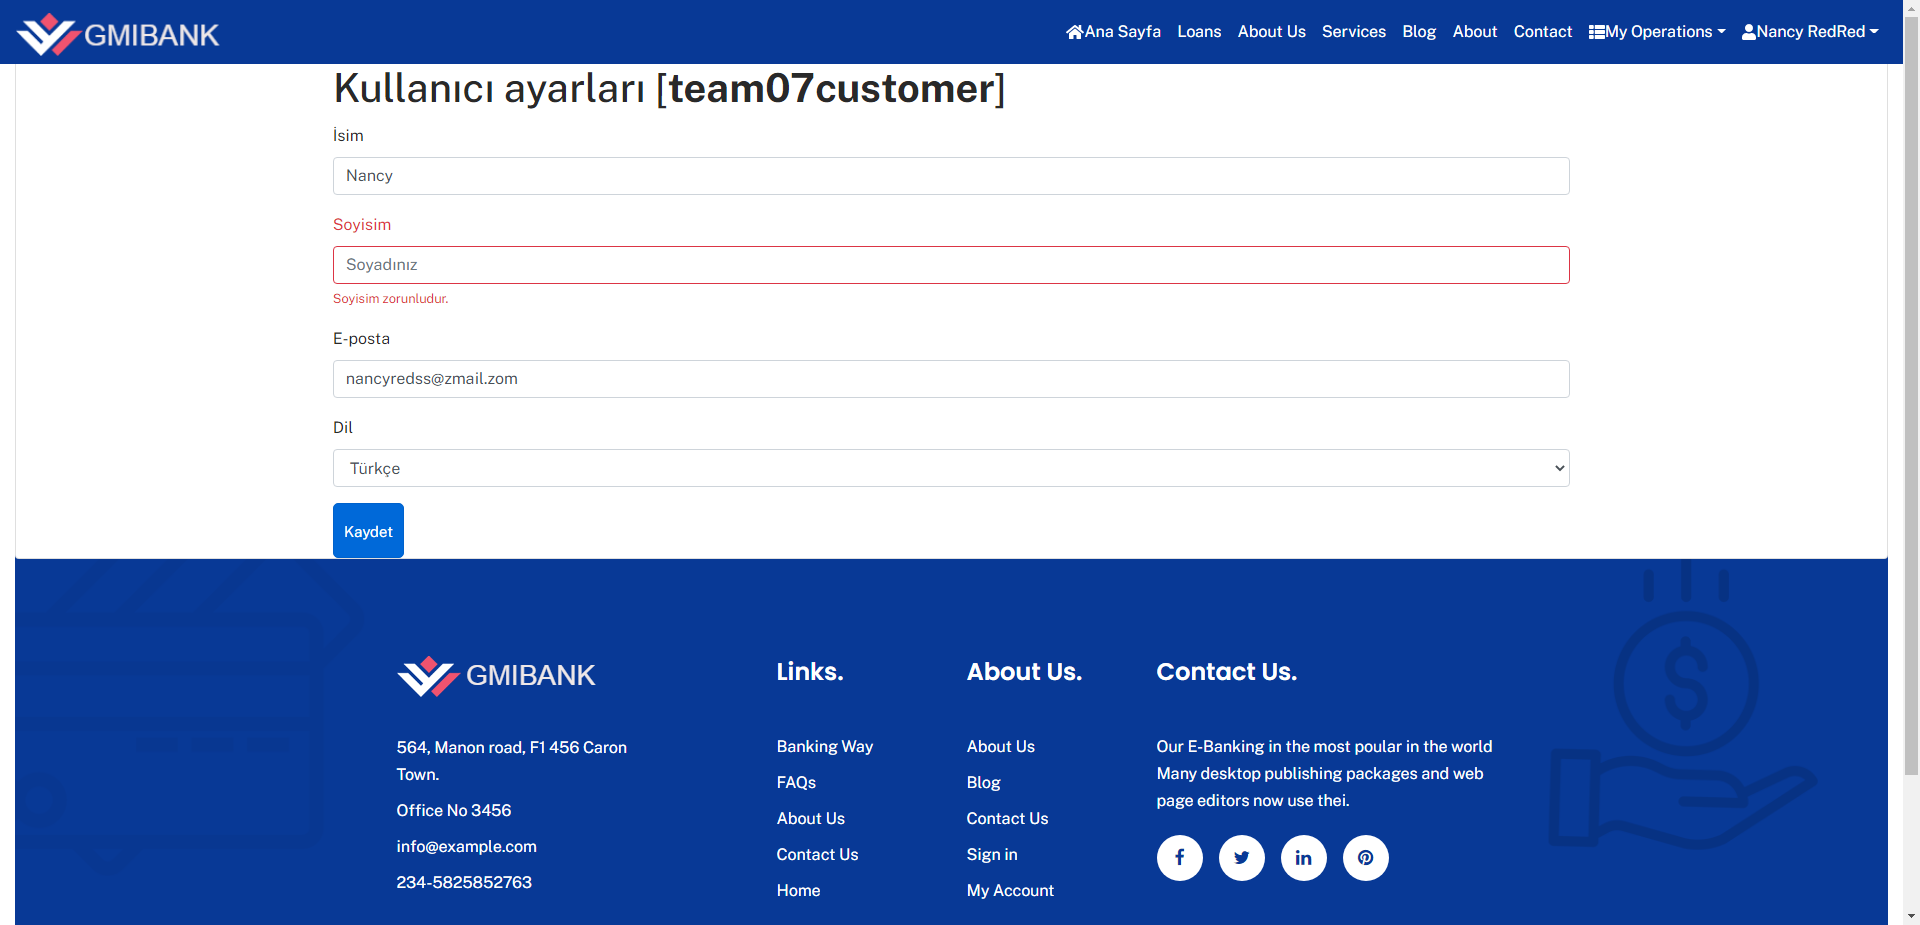 GMIBANK
Ana Sayfa Loans About Us Services Blog About Contact My Operations Nancy RedRed
Kullanıcı ayarları [team07customer]
İsim
Nancy
Soyisim
Soyadınız
Soyisim zorunludur.
E-posta
nancyredss@zmail.zom
Dil
Türkçe
Kaydet
GMIBANK
564, Manon road, F1 456 Caron
Town.
Office No 3456
info@example.com
234-5825852763
Links.
Banking Way
FAQs
About Us
Contact Us
Home
About Us.
About Us
Blog
Contact Us
Sign in
My Account
Contact Us.
Our E-Banking in the most poular in the world
Many desktop publishing packages and web
page editors now use thei.